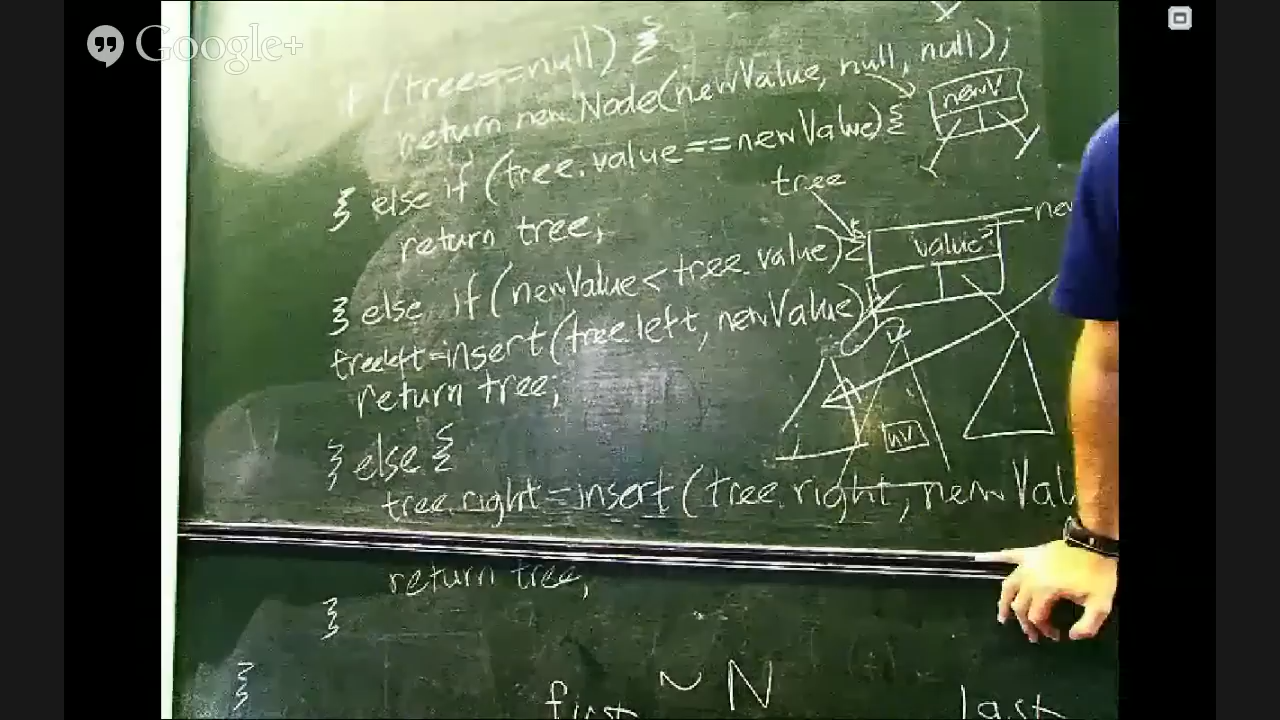 Google+
(tree==null) {
return new Node(newValue, null, null);
newV
} else if (tree.value==newValue){
tree
return tree;
value?
} else if (newValue<tree.value){
tree.left=insert(tree.left, newValue)
return tree;
} else {
nV
tree.right=insert(tree.right, newVal
return tree;
}
}
first ~ N last